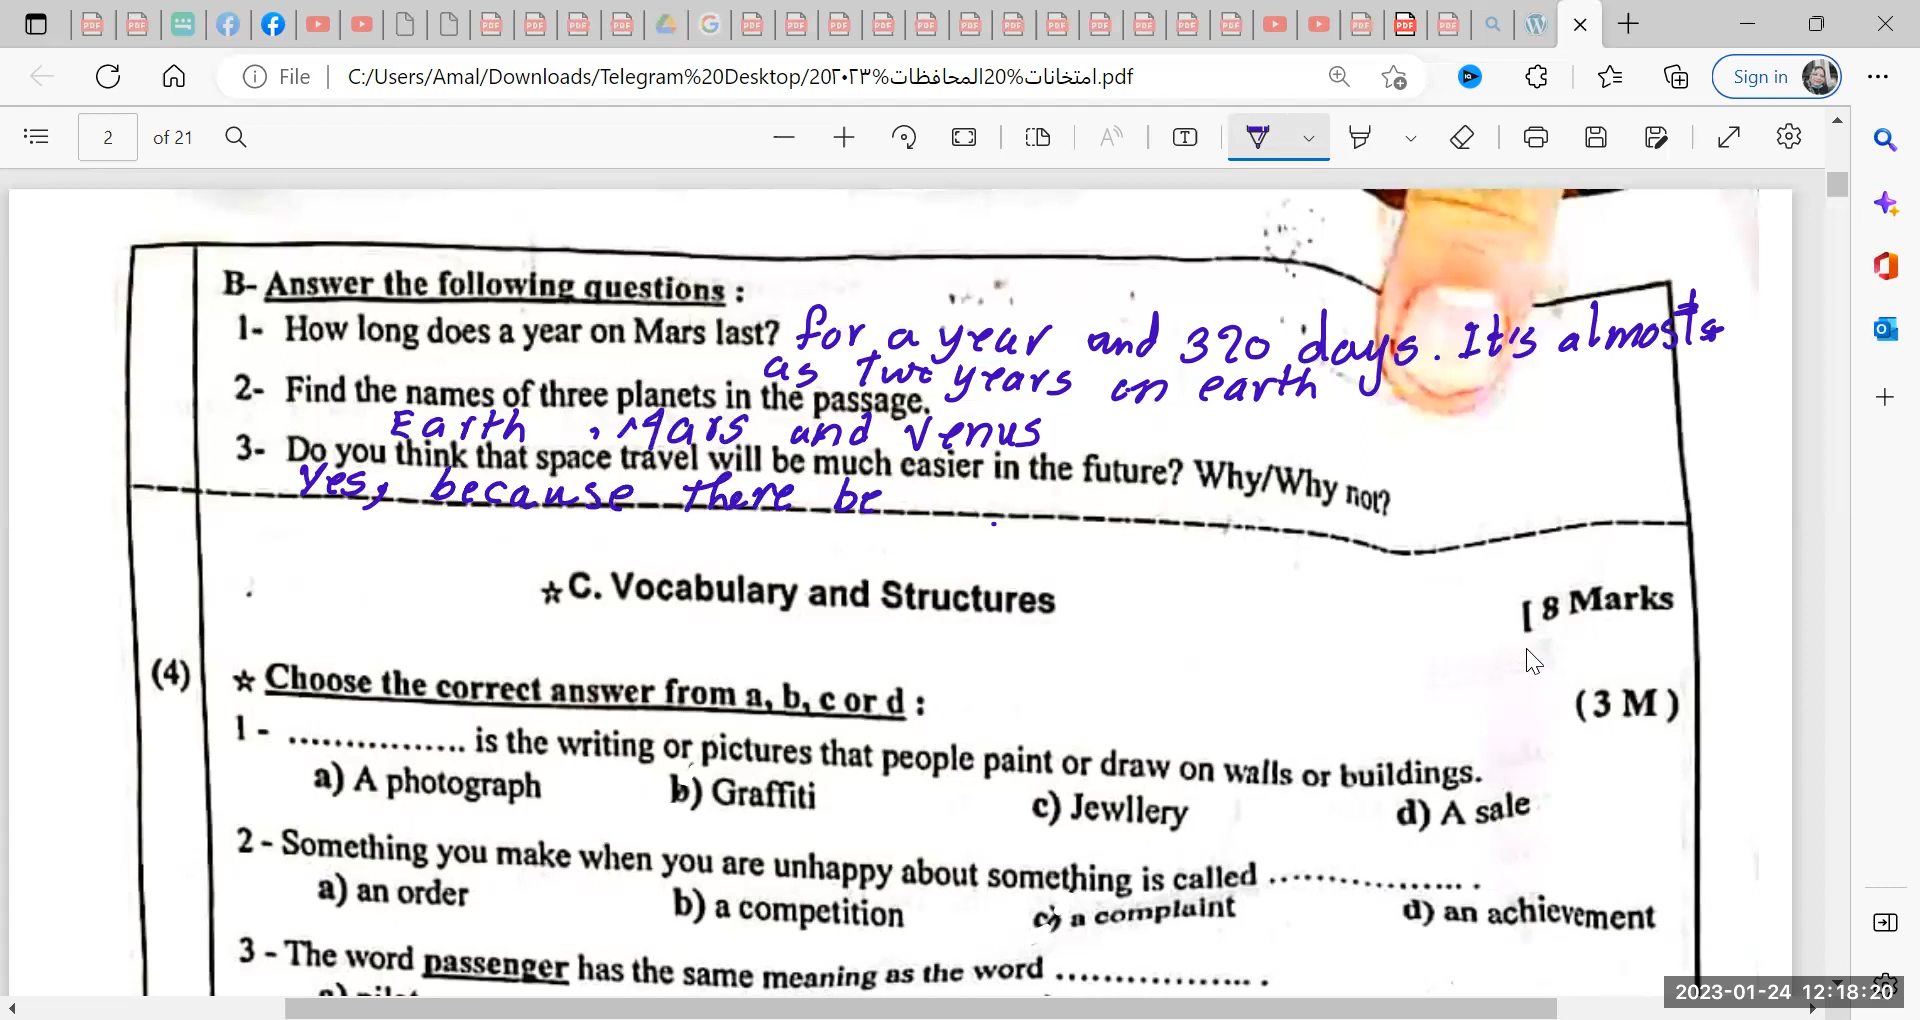 File
C:/Users/Amal/Downloads/Telegram%20Desktop/20امتحانات%20المحافظات%٢٠٢٣.pdf
Sign in
2 of 21
B- Answer the following questions :
1- How long does a year on Mars last? for a year and 320 days. It's almosts
as Two years on earth
2- Find the names of three planets in the passage.
Earth , Mars and Venus
3- Do you think that space travel will be much easier in the future? Why/Why not?
Yes, because there be
☆ C. Vocabulary and Structures
[ 8 Marks
(4) ☆ Choose the correct answer from a, b, c or d : (3 M)
1 - ................ is the writing or pictures that people paint or draw on walls or buildings.
a) A photograph b) Graffiti c) Jewllery d) A sale
2 - Something you make when you are unhappy about something is called ................. .
a) an order b) a competition c) a complaint d) an achievement
3 - The word passenger has the same meaning as the word ................... .
2023-01-24 12:18:20